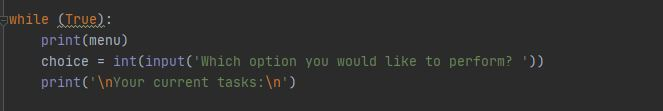 while (True):
    print(menu)
    choice = int(input('Which option you would like to perform? '))
    print('\nYour current tasks:\n')